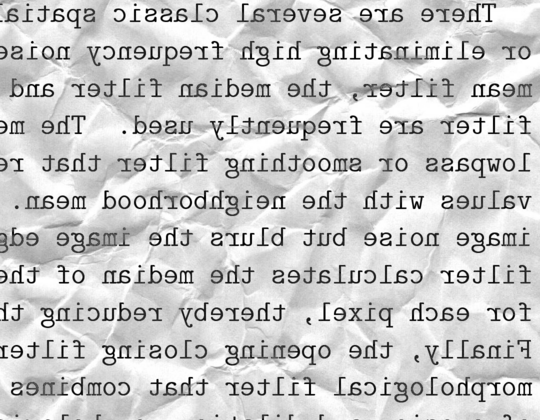 There are several classic spatial
or eliminating high frequency noise
mean filter, the median filter and
filter are frequently used. The me
lowpass or smoothing filter that re
values with the neighborhood mean.
image noise but blurs the image edg
filter calculates the median of the
for each pixel, thereby reducing th
Finally, the opening closing filter
morphological filter that combines